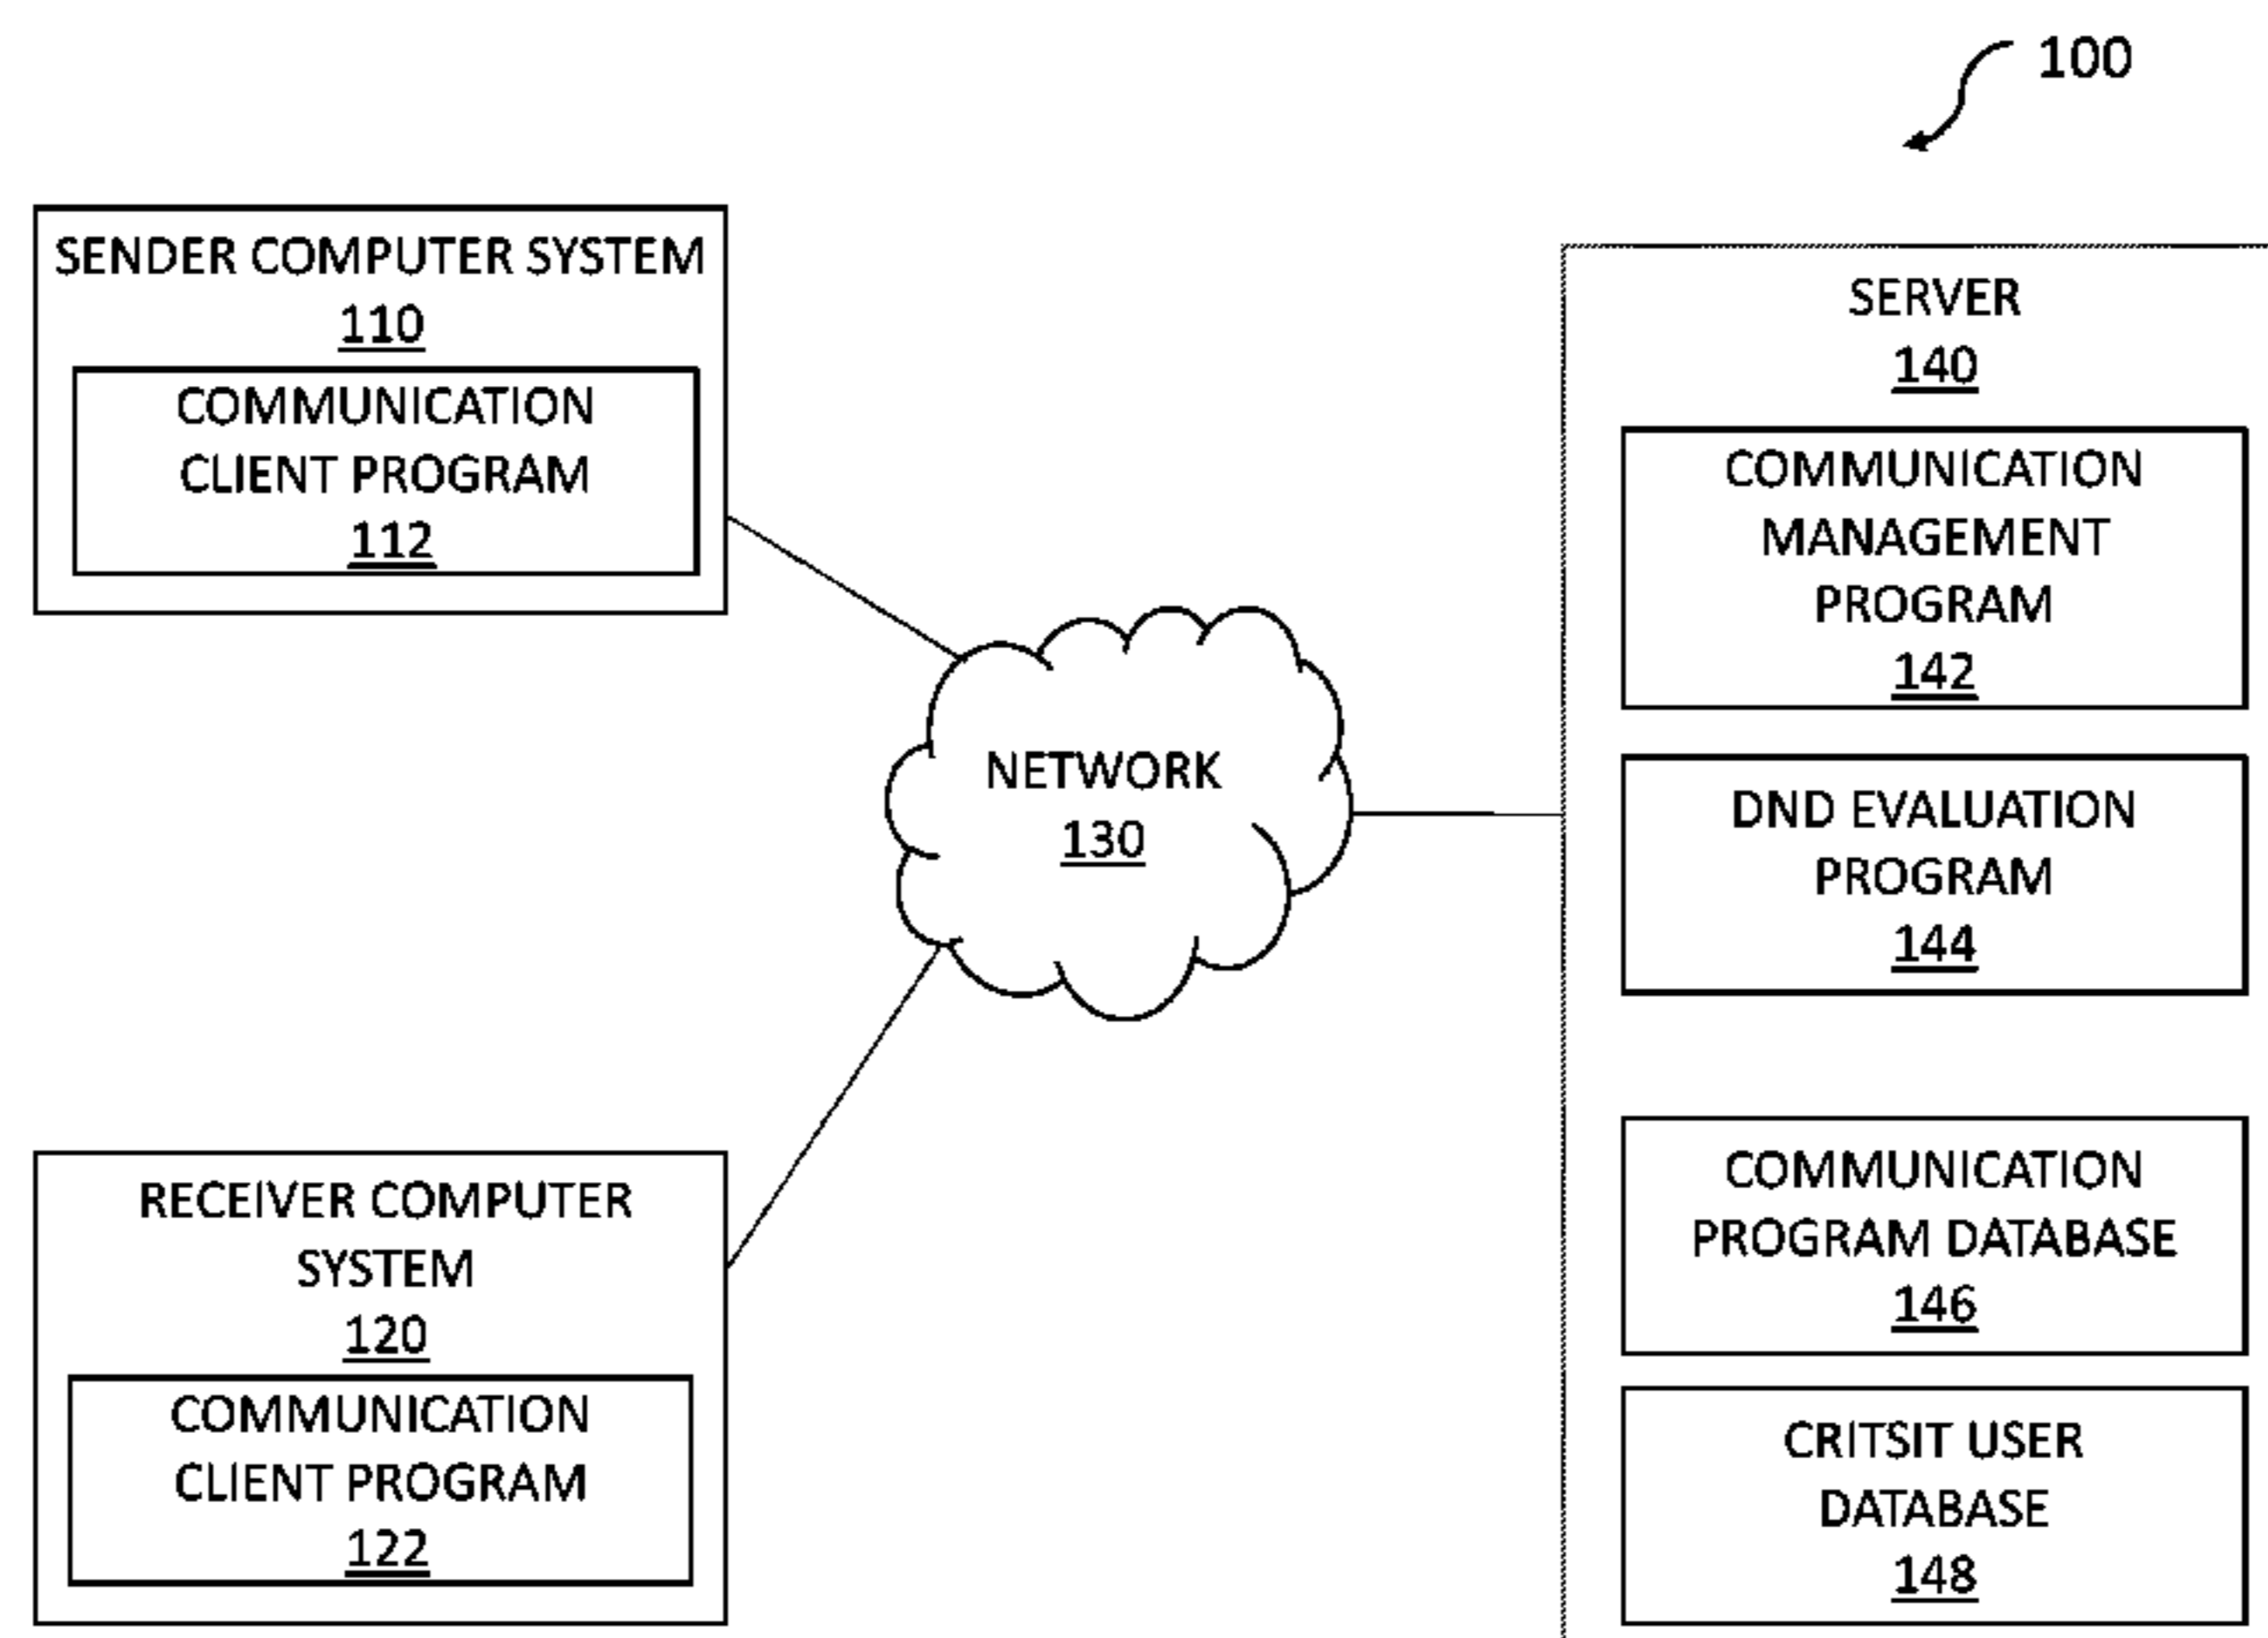 100
SENDER COMPUTER SYSTEM
110
COMMUNICATION
CLIENT PROGRAM
112
SERVER
140
COMMUNICATION
MANAGEMENT
PROGRAM
142
NETWORK
130
DND EVALUATION
PROGRAM
144
RECEIVER COMPUTER
SYSTEM
120
COMMUNICATION
CLIENT PROGRAM
122
COMMUNICATION
PROGRAM DATABASE
146
CRITSIT USER
DATABASE
148